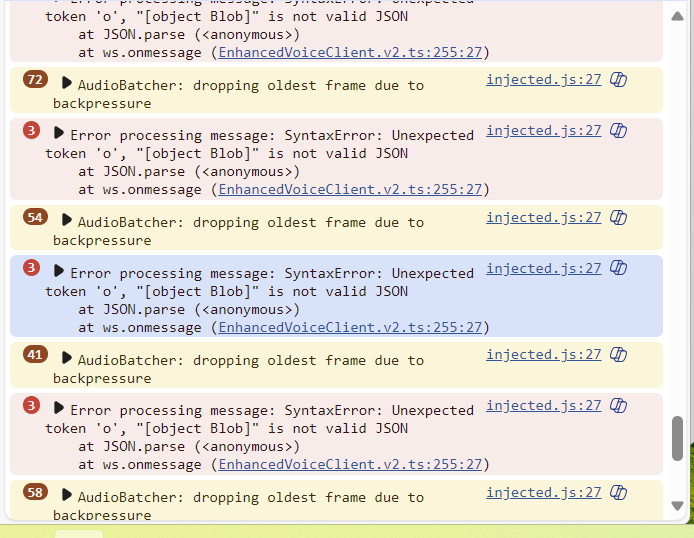 Error processing message: SyntaxError: Unexpected
token 'o', "[object Blob]" is not valid JSON
at JSON.parse (<anonymous>)
at ws.onmessage (EnhancedVoiceClient.v2.ts:255:27)
72 AudioBatcher: dropping oldest frame due to injected.js:27
backpressure
3 Error processing message: SyntaxError: Unexpected injected.js:27
token 'o', "[object Blob]" is not valid JSON
at JSON.parse (<anonymous>)
at ws.onmessage (EnhancedVoiceClient.v2.ts:255:27)
54 AudioBatcher: dropping oldest frame due to injected.js:27
backpressure
3 Error processing message: SyntaxError: Unexpected injected.js:27
token 'o', "[object Blob]" is not valid JSON
at JSON.parse (<anonymous>)
at ws.onmessage (EnhancedVoiceClient.v2.ts:255:27)
41 AudioBatcher: dropping oldest frame due to injected.js:27
backpressure
3 Error processing message: SyntaxError: Unexpected injected.js:27
token 'o', "[object Blob]" is not valid JSON
at JSON.parse (<anonymous>)
at ws.onmessage (EnhancedVoiceClient.v2.ts:255:27)
58 AudioBatcher: dropping oldest frame due to injected.js:27
backpressure